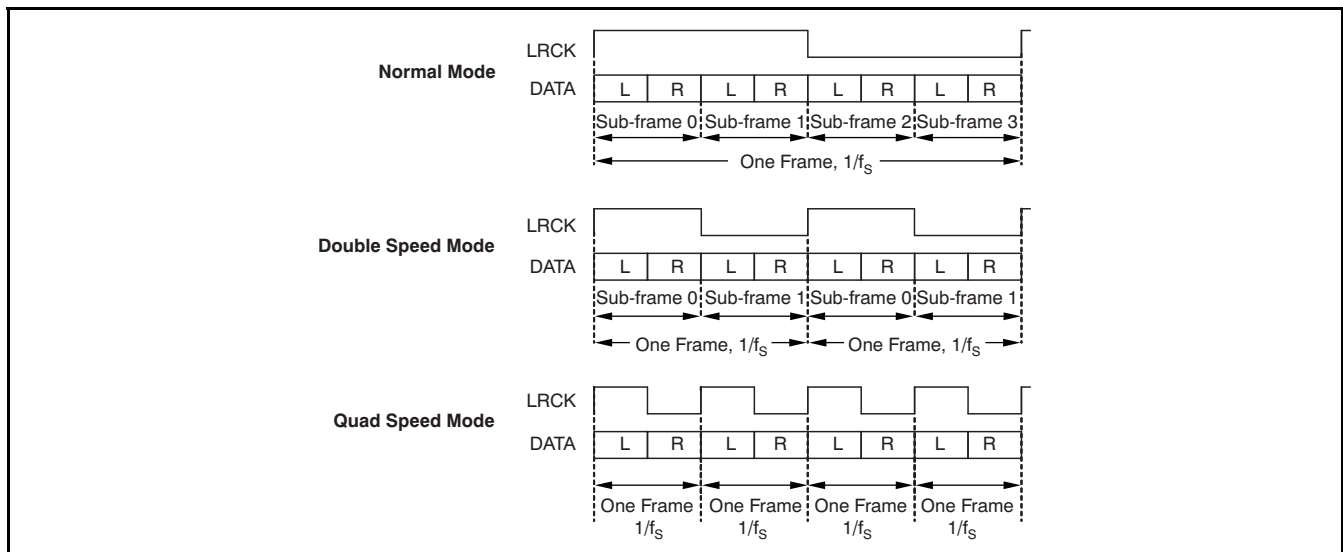 LRCK
Normal Mode
DATA L R L R L R L R
Sub-frame 0 Sub-frame 1 Sub-frame 2 Sub-frame 3
One Frame, 1/fS
LRCK
Double Speed Mode
DATA L R L R L R L R
Sub-frame 0 Sub-frame 1 Sub-frame 0 Sub-frame 1
One Frame, 1/fS One Frame, 1/fS
LRCK
Quad Speed Mode
DATA L R L R L R L R
One Frame One Frame One Frame One Frame
1/fS 1/fS 1/fS 1/fS